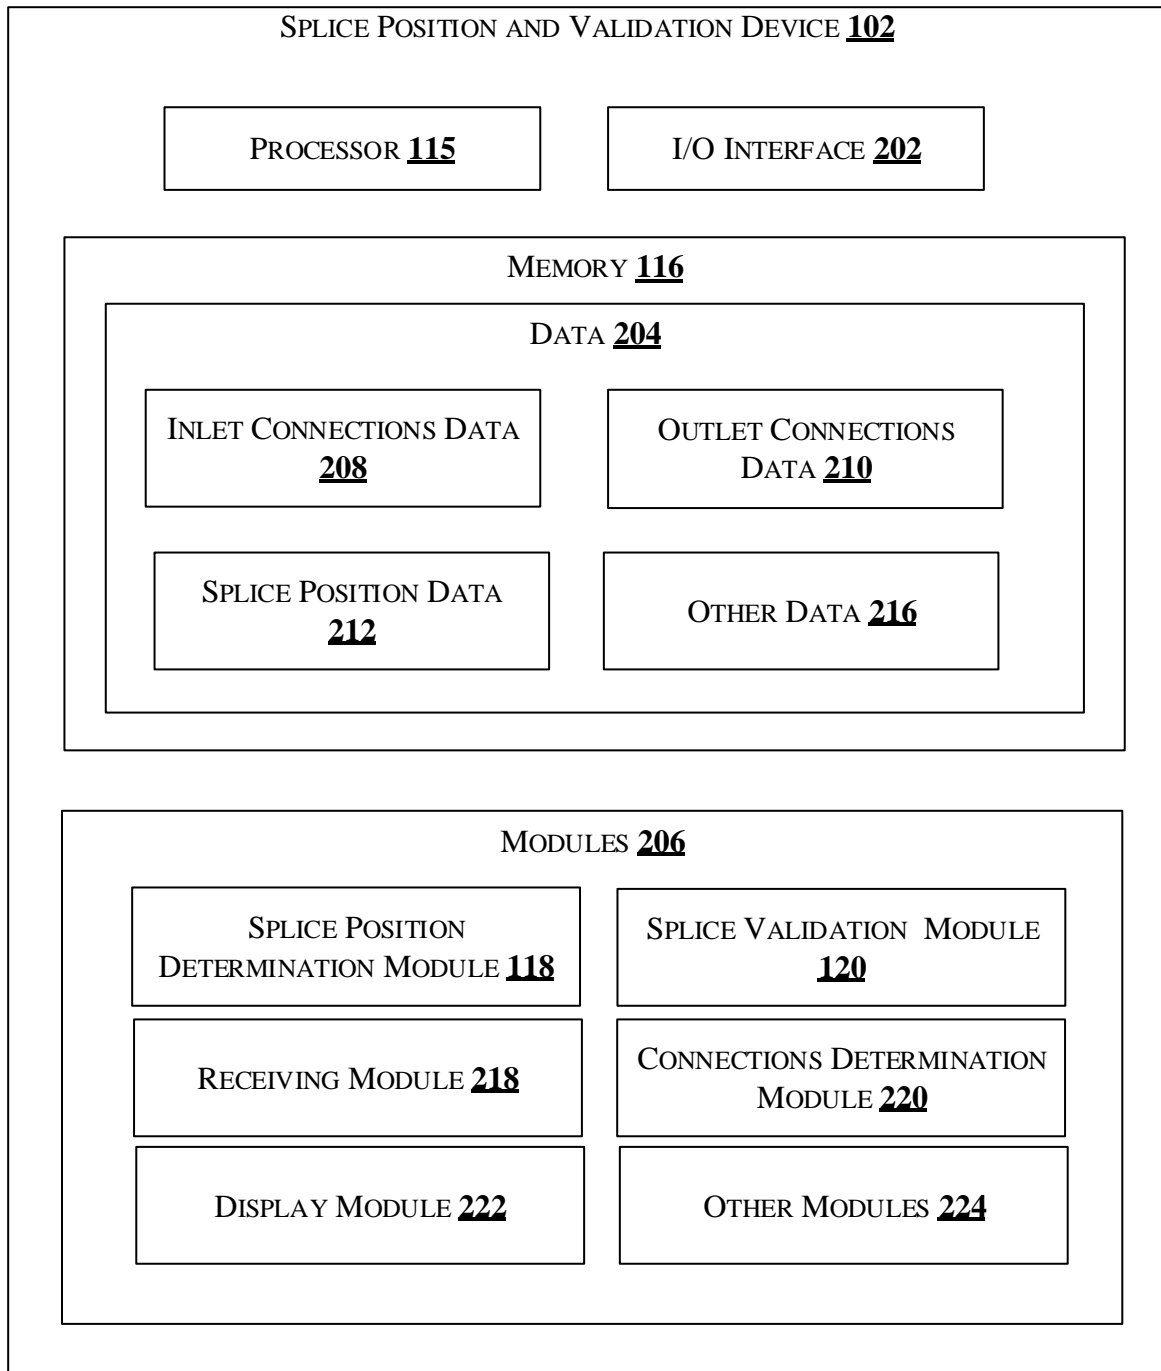 SPLICE POSITION AND VALIDATION DEVICE 102
PROCESSOR 115
I/O INTERFACE 202
MEMORY 116
DATA 204
INLET CONNECTIONS DATA
208
OUTLET CONNECTIONS
DATA 210
SPLICE POSITION DATA
212
OTHER DATA 216
MODULES 206
SPLICE POSITION
DETERMINATION MODULE 118
SPLICE VALIDATION MODULE
120
RECEIVING MODULE 218
CONNECTIONS DETERMINATION
MODULE 220
DISPLAY MODULE 222
OTHER MODULES 224